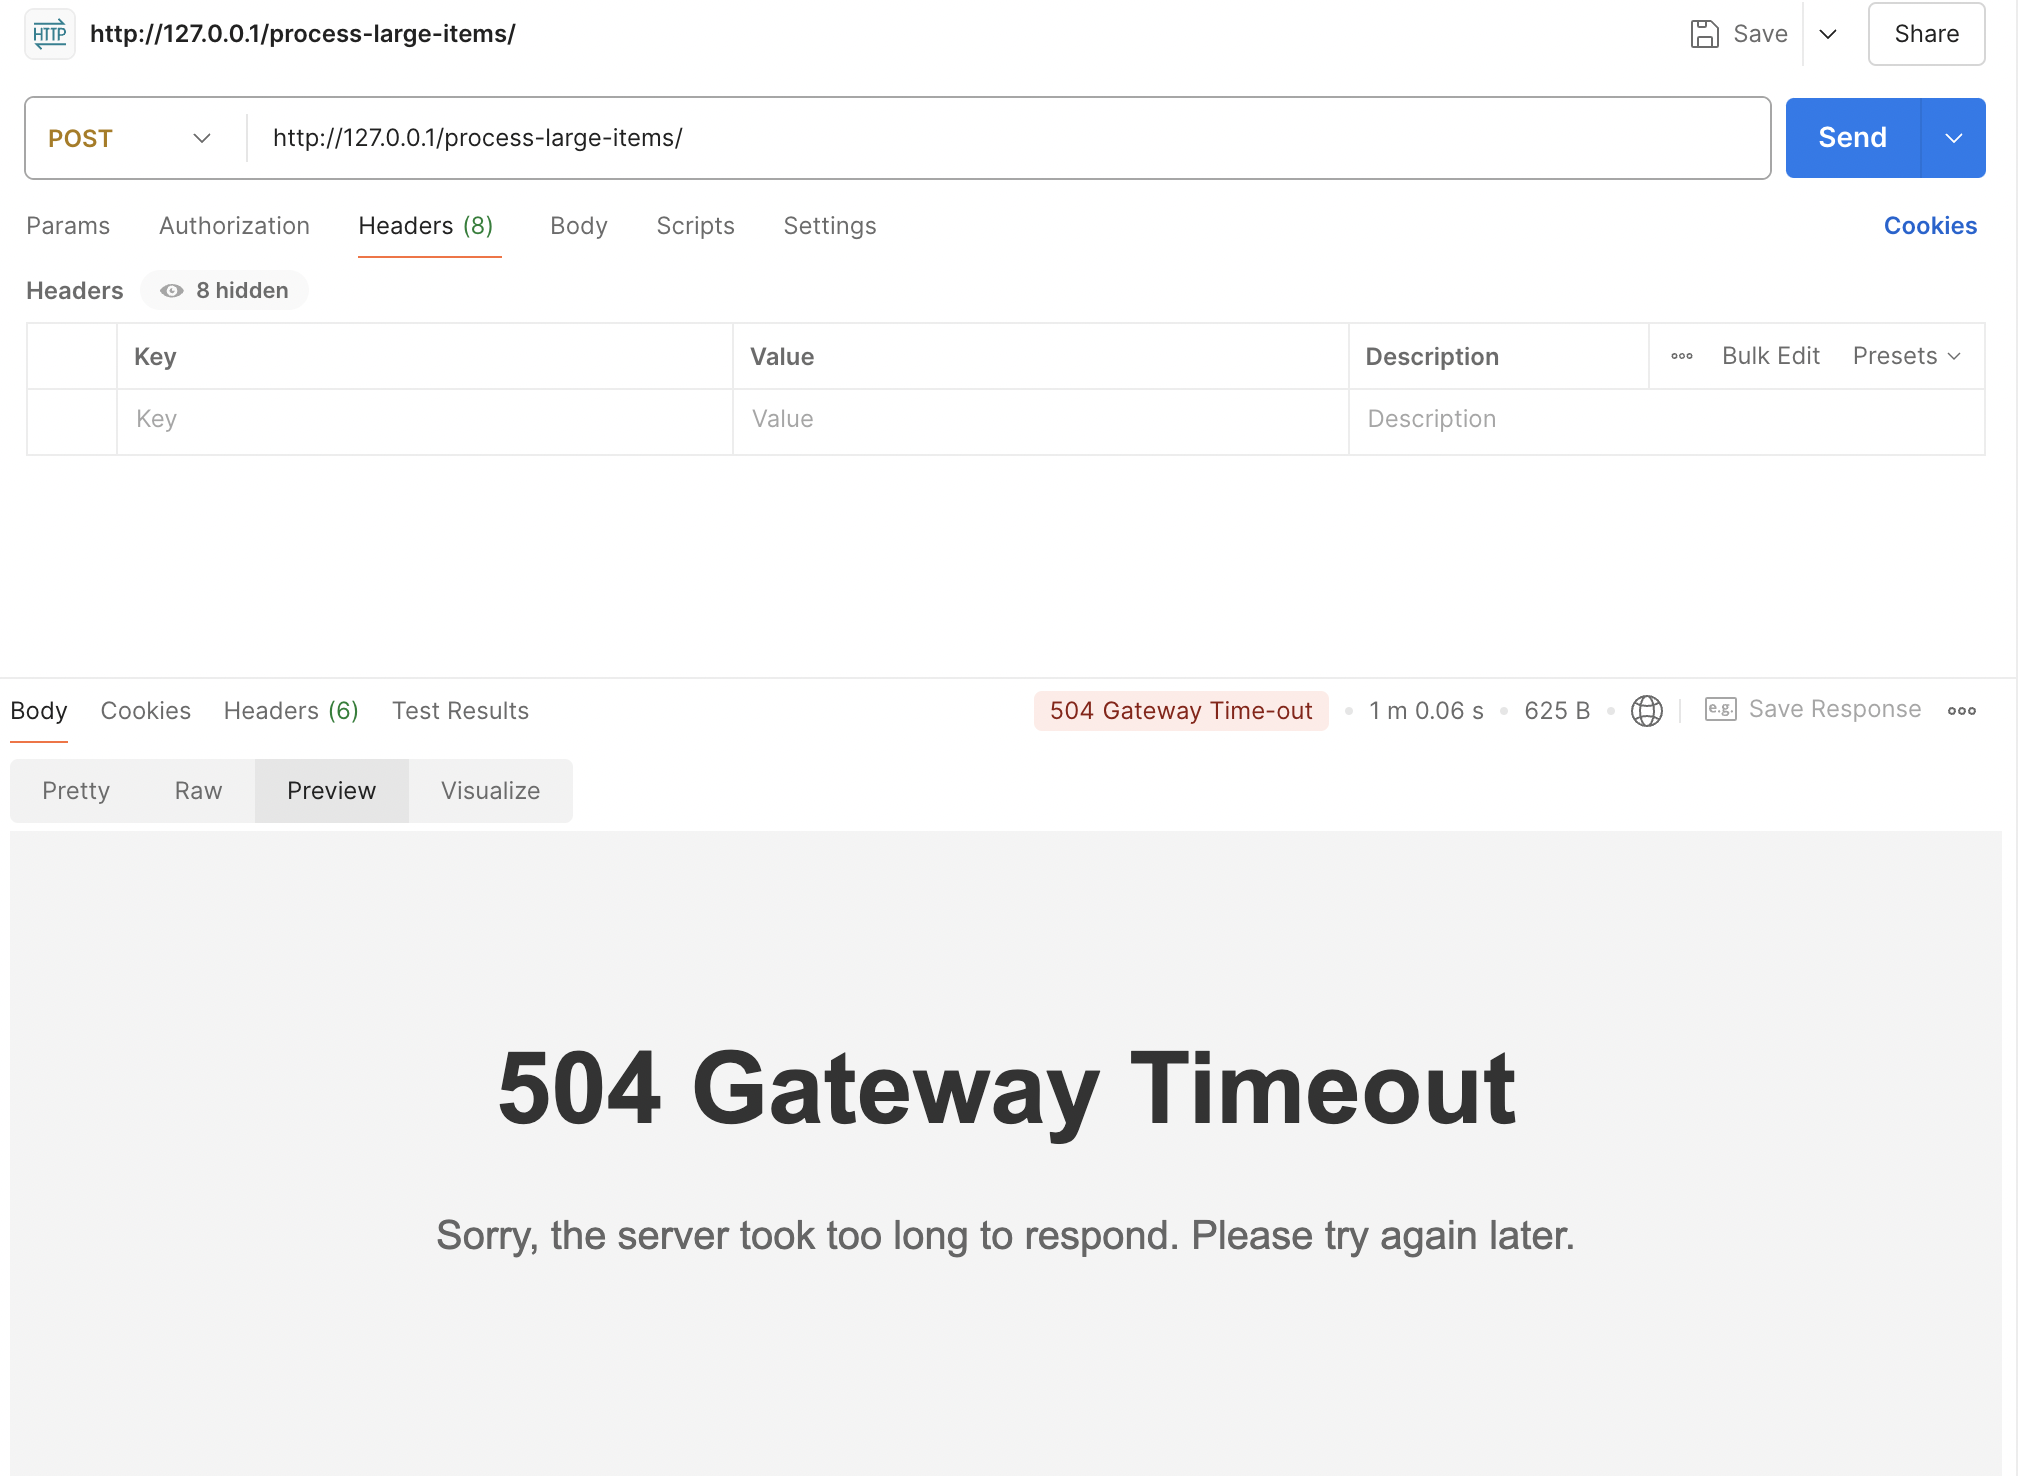 HTTP http://127.0.0.1/process-large-items/ Save Share
POST http://127.0.0.1/process-large-items/ Send
Params Authorization Headers (8) Body Scripts Settings Cookies
Headers 8 hidden
Key Value Description Bulk Edit Presets
Key Value Description
Body Cookies Headers (6) Test Results 504 Gateway Time-out 1 m 0.06 s 625 B e.g. Save Response
Pretty Raw Preview Visualize
504 Gateway Timeout
Sorry, the server took too long to respond. Please try again later.